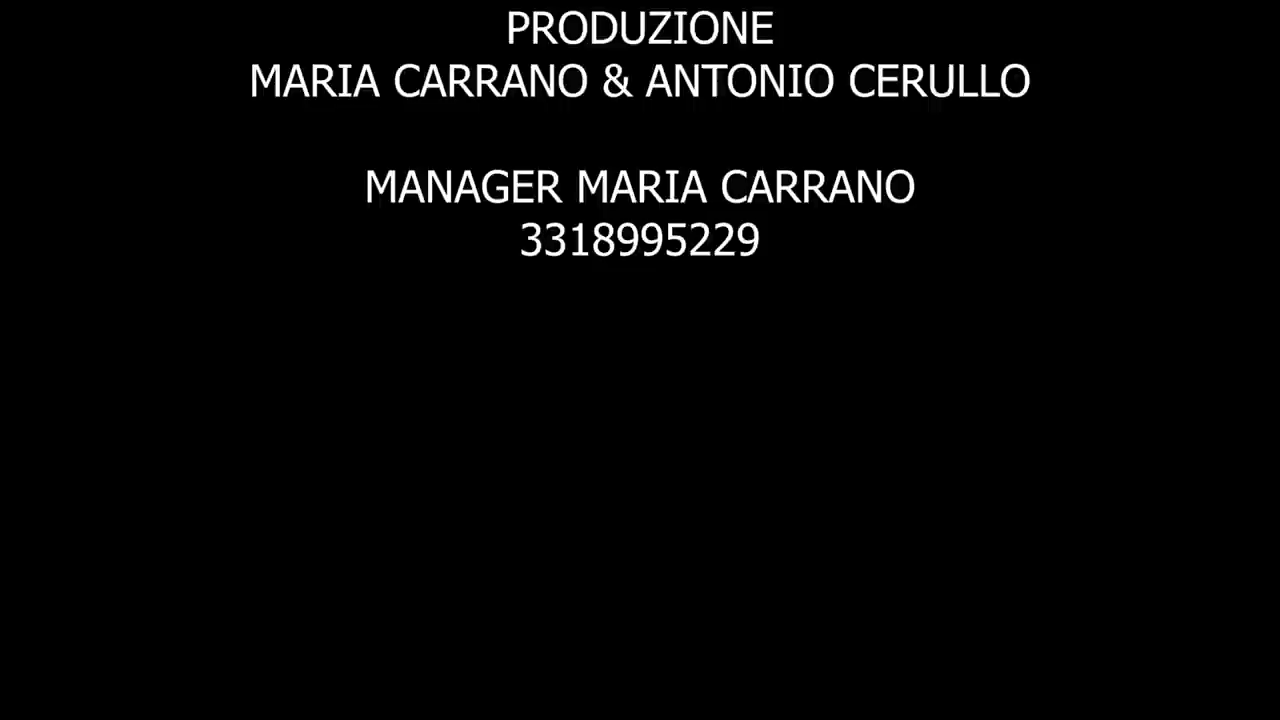 PRODUZIONE
MARIA CARRANO & ANTONIO CERULLO
MANAGER MARIA CARRANO
3318995229